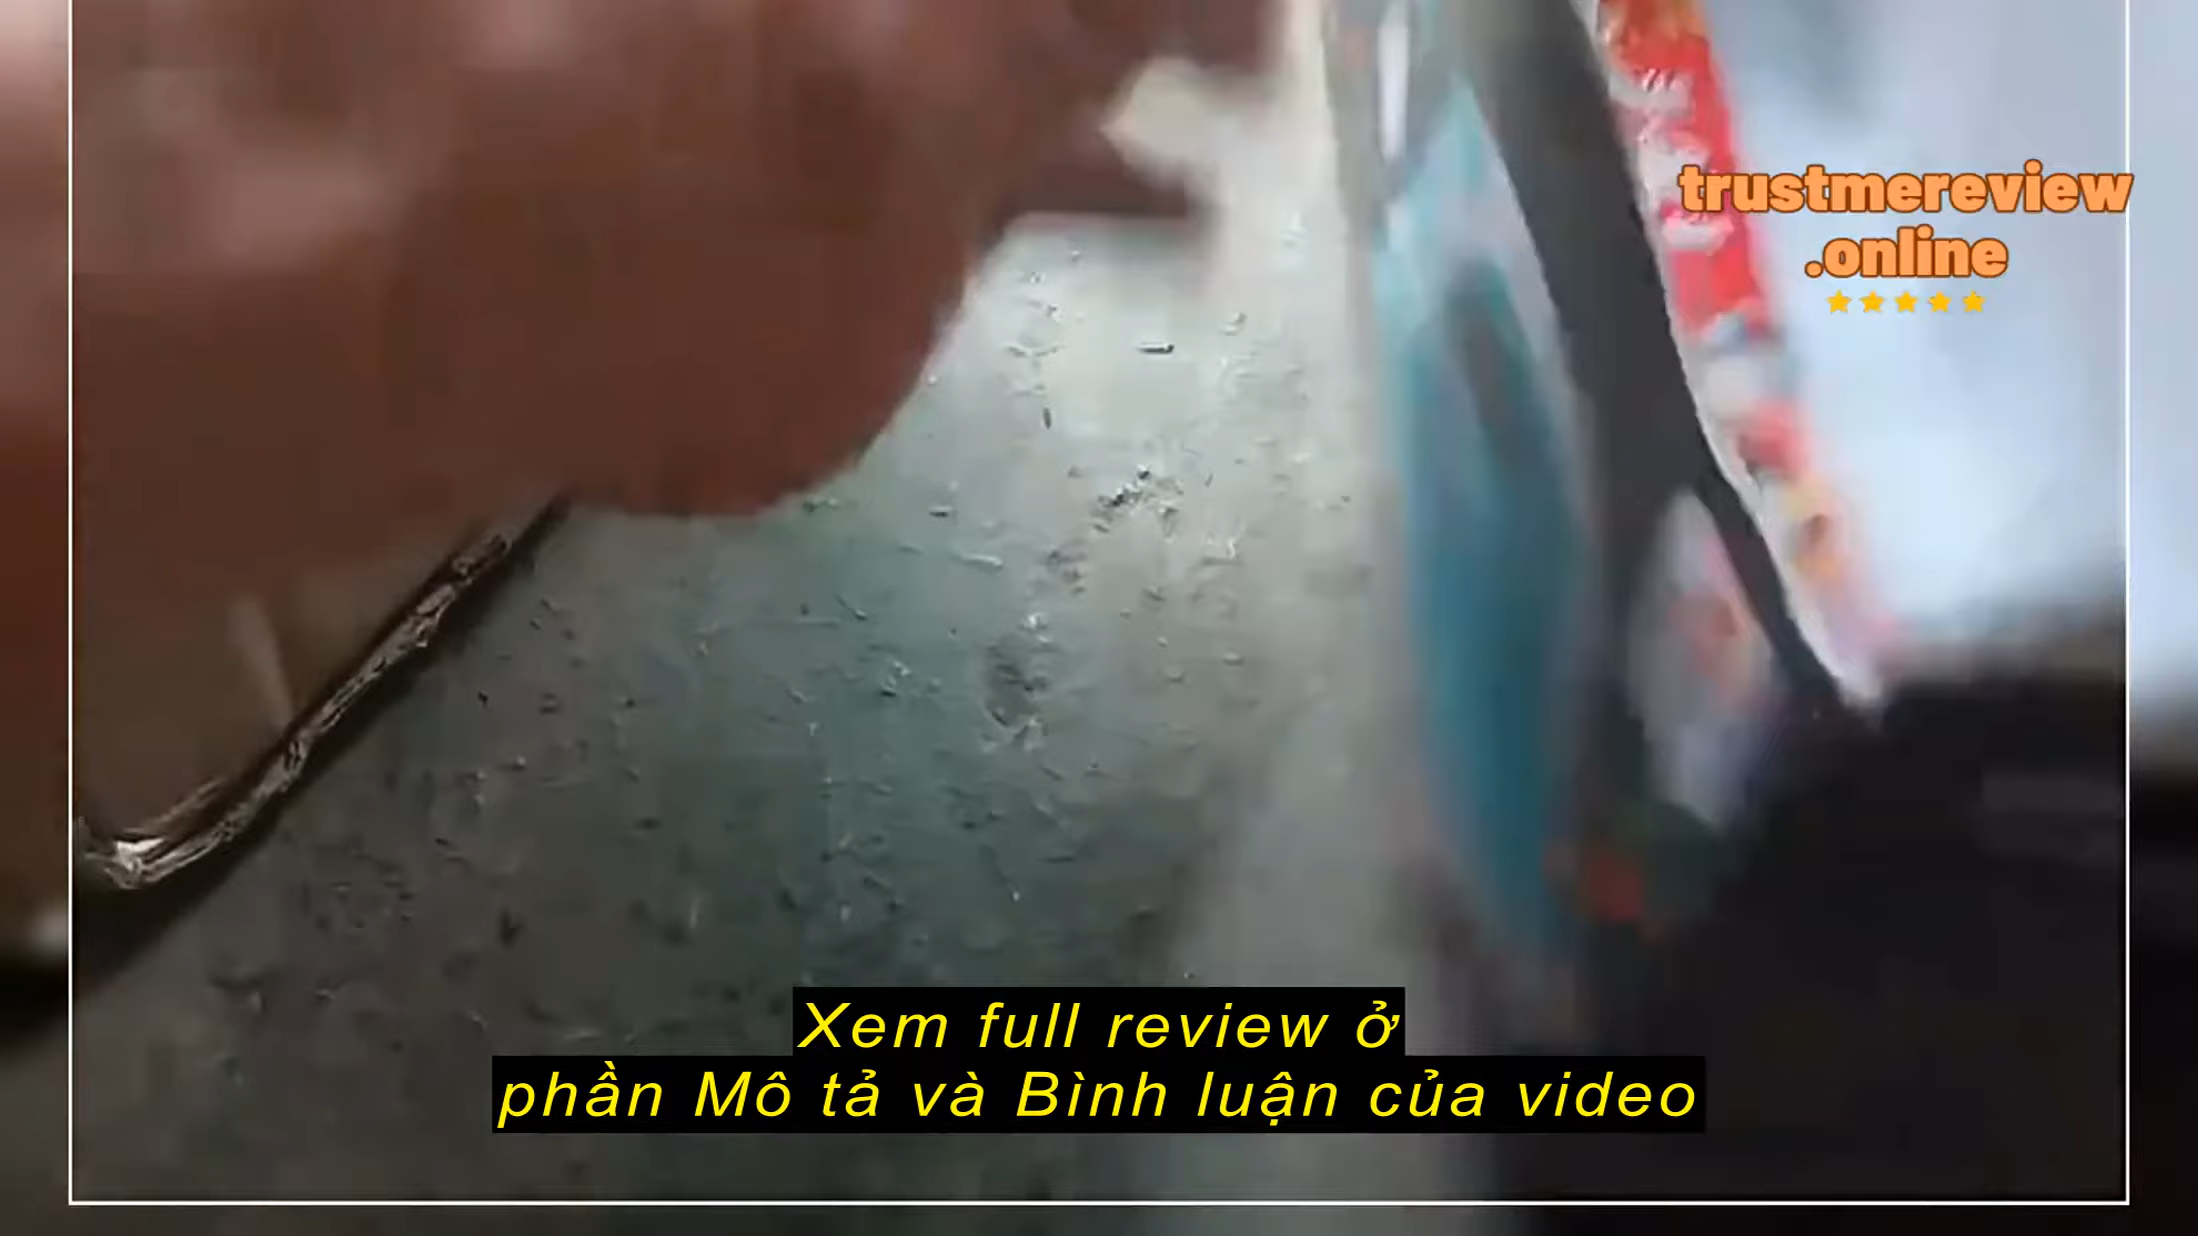 trustmereview
.online
Xem full review ở
phần Mô tả và Bình luận của video